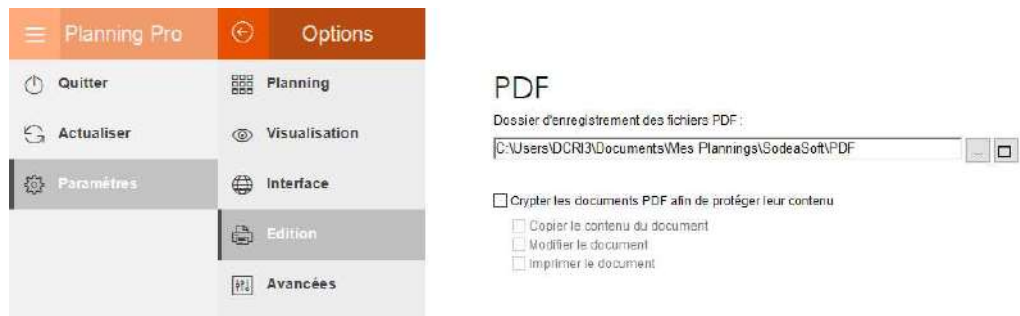 Planning Pro
Options
Quitter
Planning
Actualiser
Visualisation
Paramètres
Interface
Edition
Avancées
PDF
Dossier d'enregistrement des fichiers PDF :
C:\Users\DCRI3\Documents\Mes Plannings\SodeaSoft\PDF
...
Crypter les documents PDF afin de protéger leur contenu
Copier le contenu du document
Modifier le document
Imprimer le document